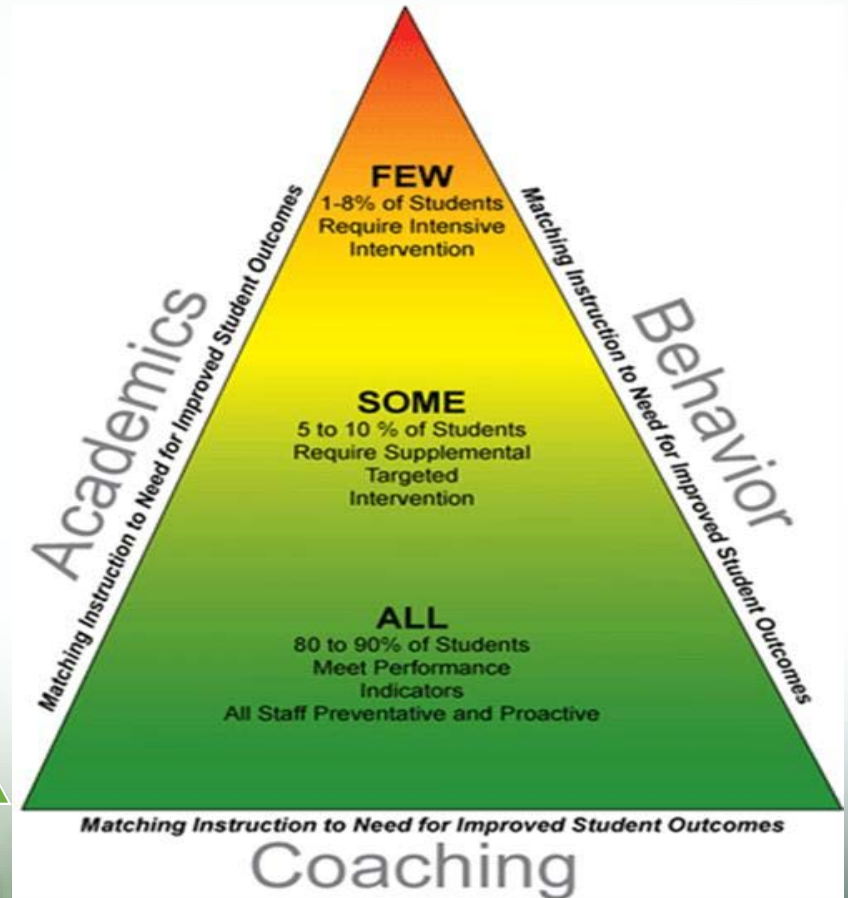 FEW
1-8% of Students
Require Intensive
Intervention
SOME
5 to 10 % of Students
Require Supplemental
Targeted
Intervention
ALL
80 to 90% of Students
Meet Performance
Indicators
All Staff Preventative and Proactive
Academics
Matching Instruction to Need for Improved Student Outcomes
Behavior
Matching Instruction to Need for Improved Student Outcomes
Matching Instruction to Need for Improved Student Outcomes
Coaching